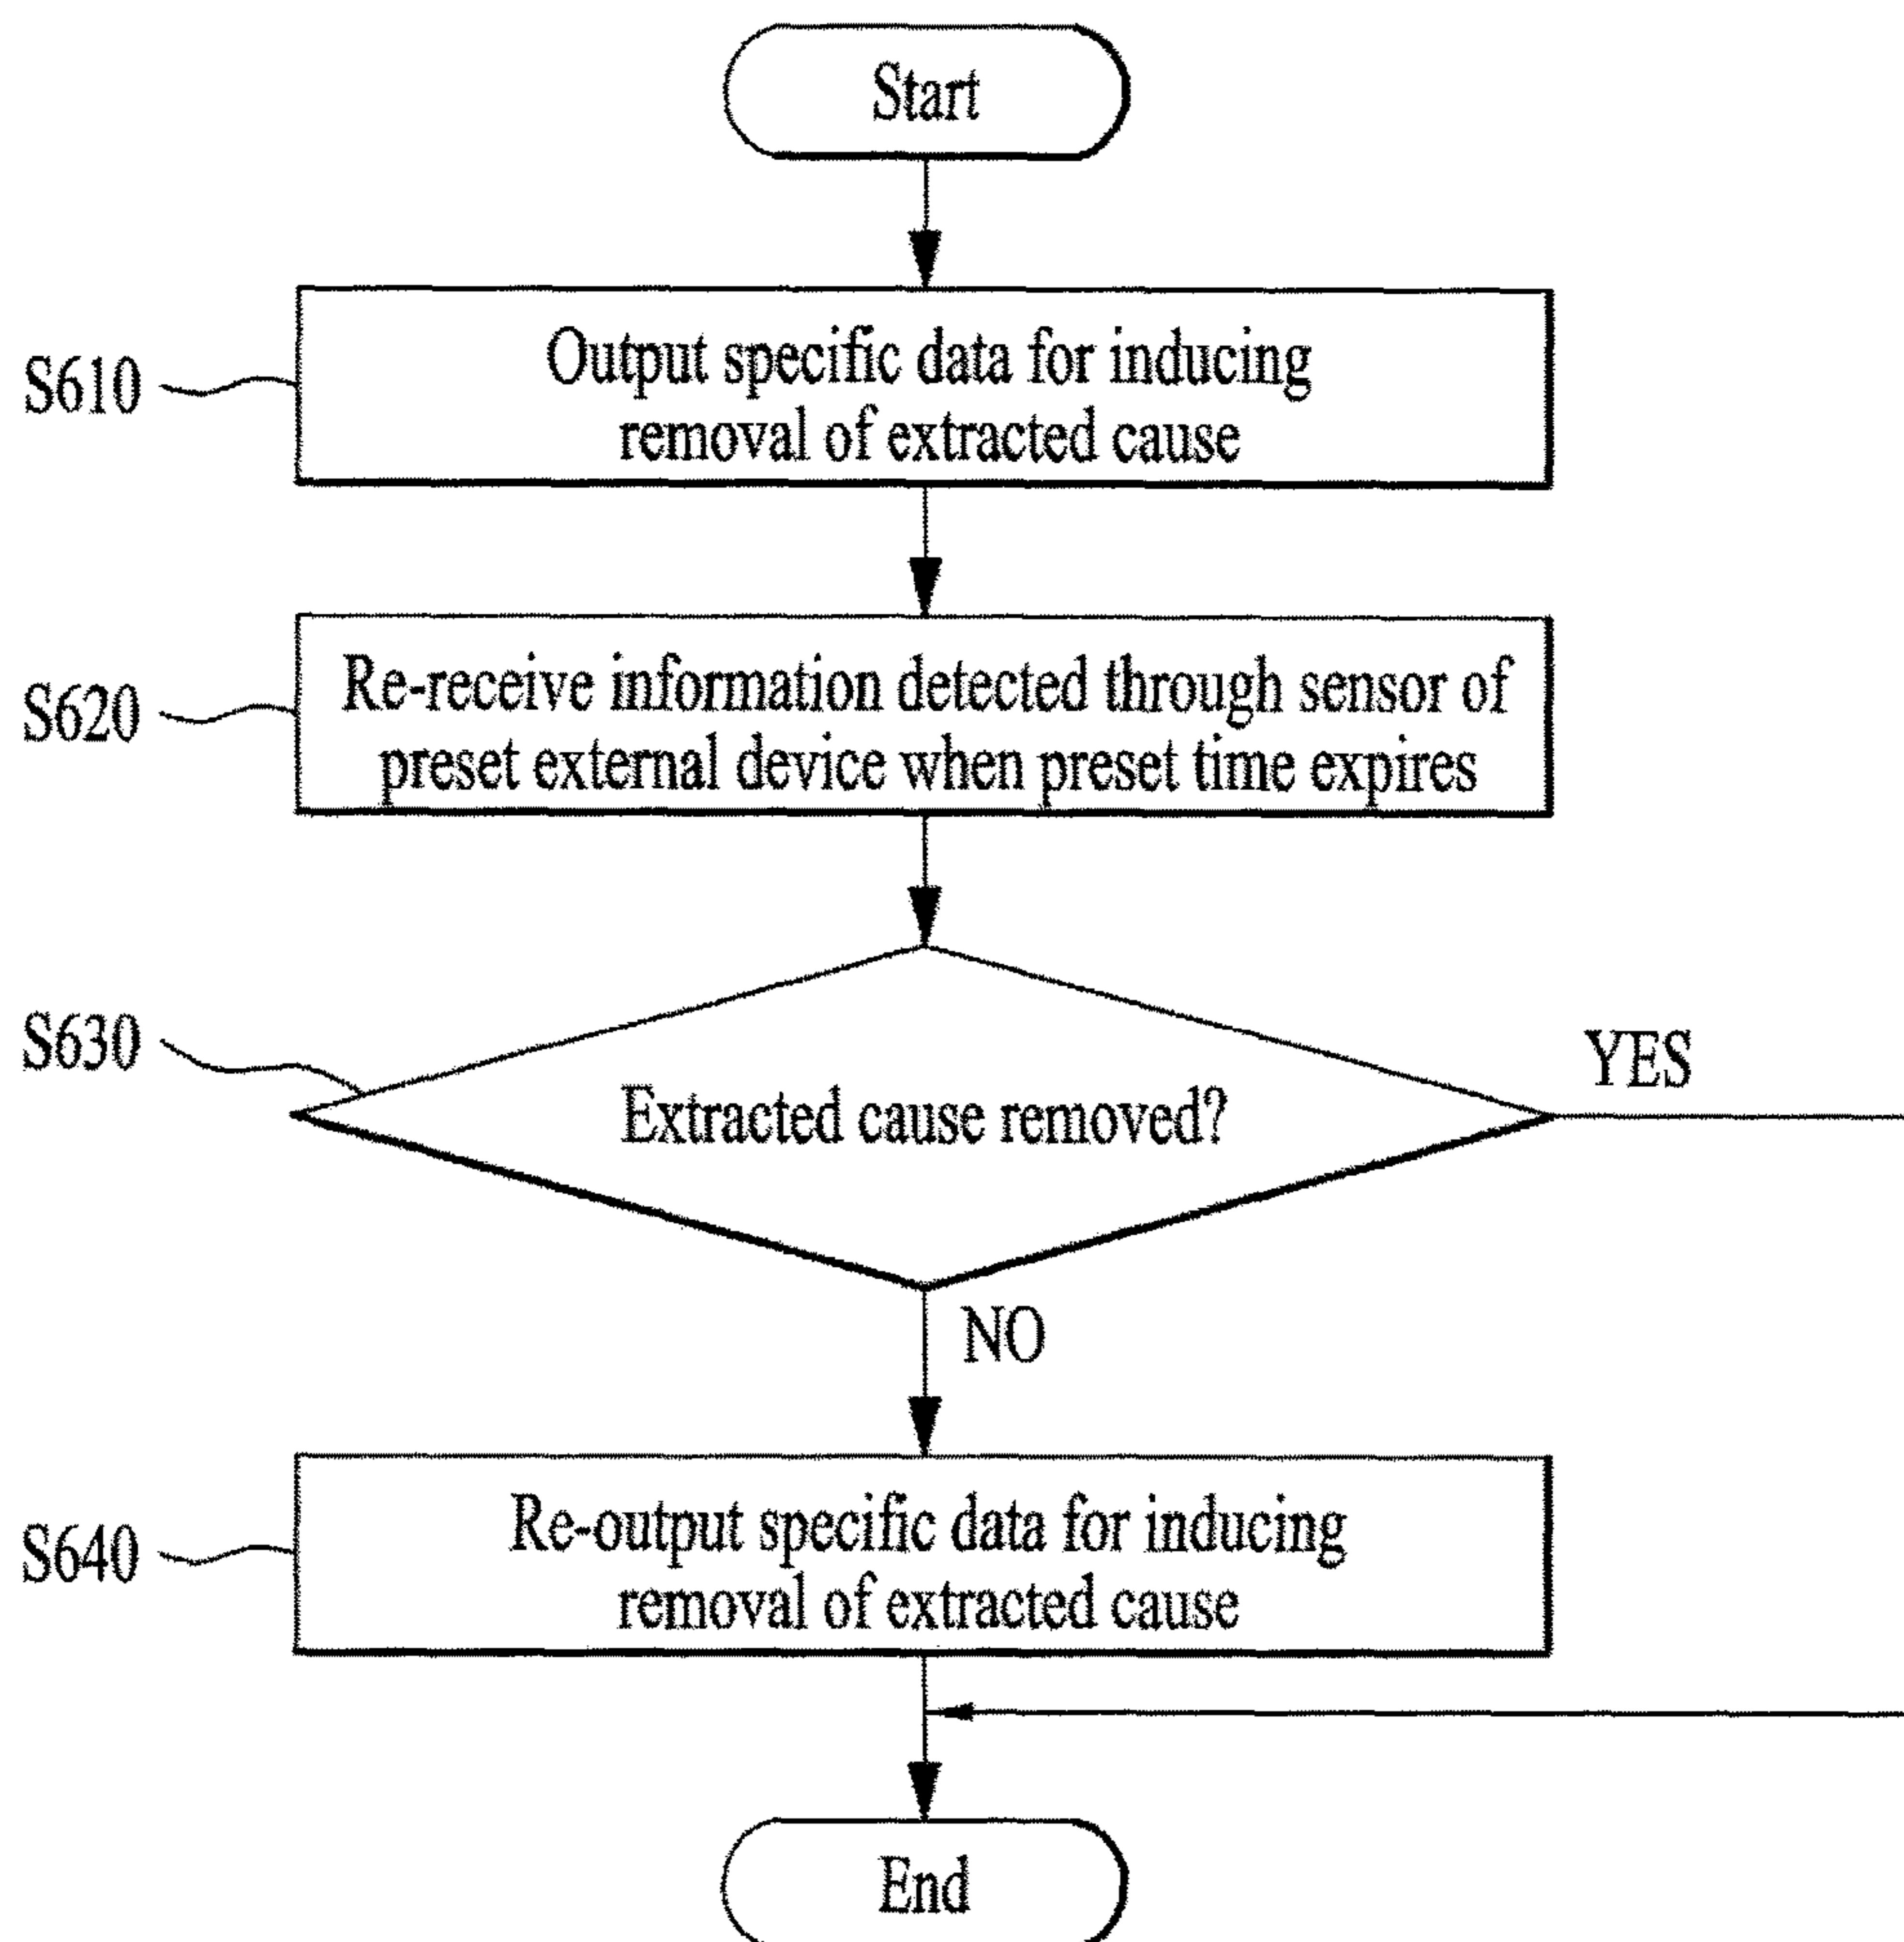 Start
S610
Output specific data for inducing
removal of extracted cause
S620
Re-receive information detected through sensor of
preset external device when preset time expires
S630
Extracted cause removed?
YES
NO
S640
Re-output specific data for inducing
removal of extracted cause
End